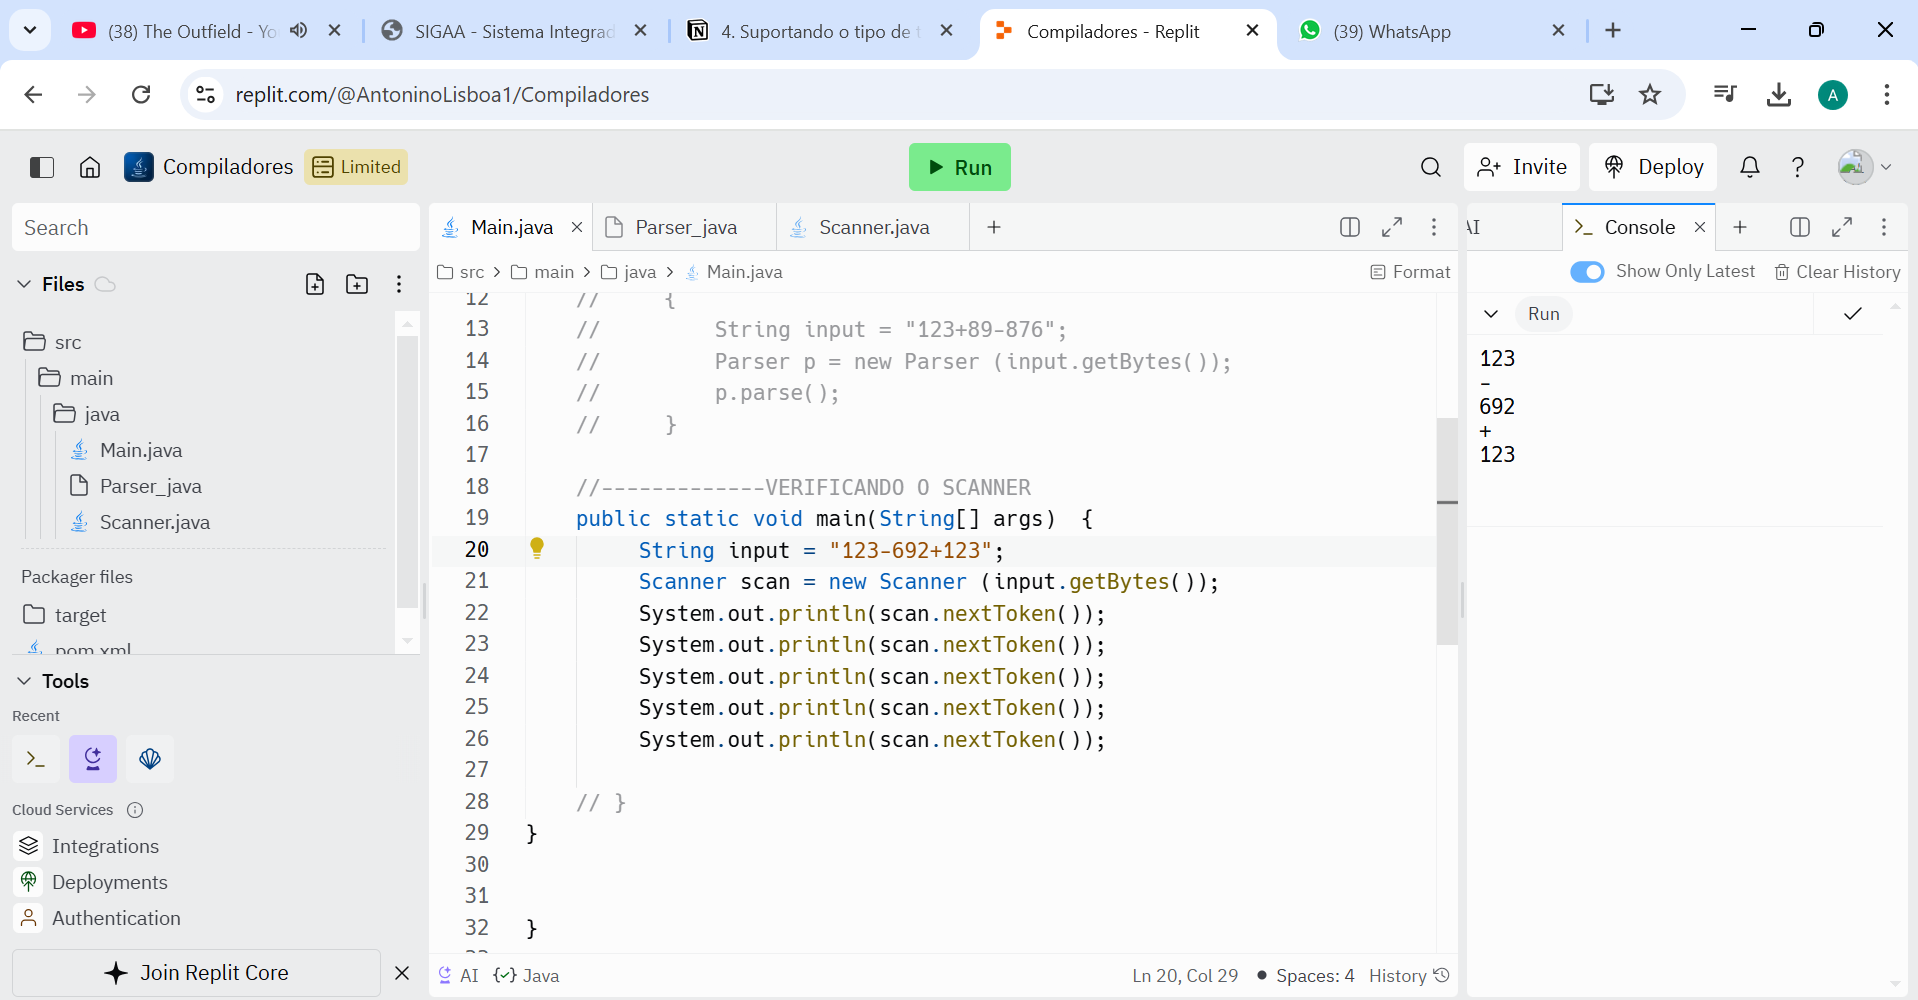 (38) The Outfield - Yo
SIGAA - Sistema Integrad
4. Suportando o tipo de t
Compiladores - Replit
(39) WhatsApp
replit.com/@AntoninoLisboa1/Compiladores
A
Compiladores
Limited
Run
Invite
Deploy
Search
Files
src
main
java
Main.java
Parser_java
Scanner.java
Packager files
target
pom.xml
Tools
Recent
Cloud Services
Integrations
Deployments
Authentication
Join Replit Core
Main.java
Parser_java
Scanner.java
src > main > java > Main.java
Format
12 // {
13 // String input = "123+89-876";
14 // Parser p = new Parser (input.getBytes());
15 // p.parse();
16 // }
17
18 //-------------VERIFICANDO O SCANNER
19 public static void main(String[] args) {
20 String input = "123-692+123";
21 Scanner scan = new Scanner (input.getBytes());
22 System.out.println(scan.nextToken());
23 System.out.println(scan.nextToken());
24 System.out.println(scan.nextToken());
25 System.out.println(scan.nextToken());
26 System.out.println(scan.nextToken());
27
28 // }
29 }
30
31
32 }
AI
Java
Ln 20, Col 29
Spaces: 4
History
AI
Console
Show Only Latest
Clear History
Run
123
-
692
+
123